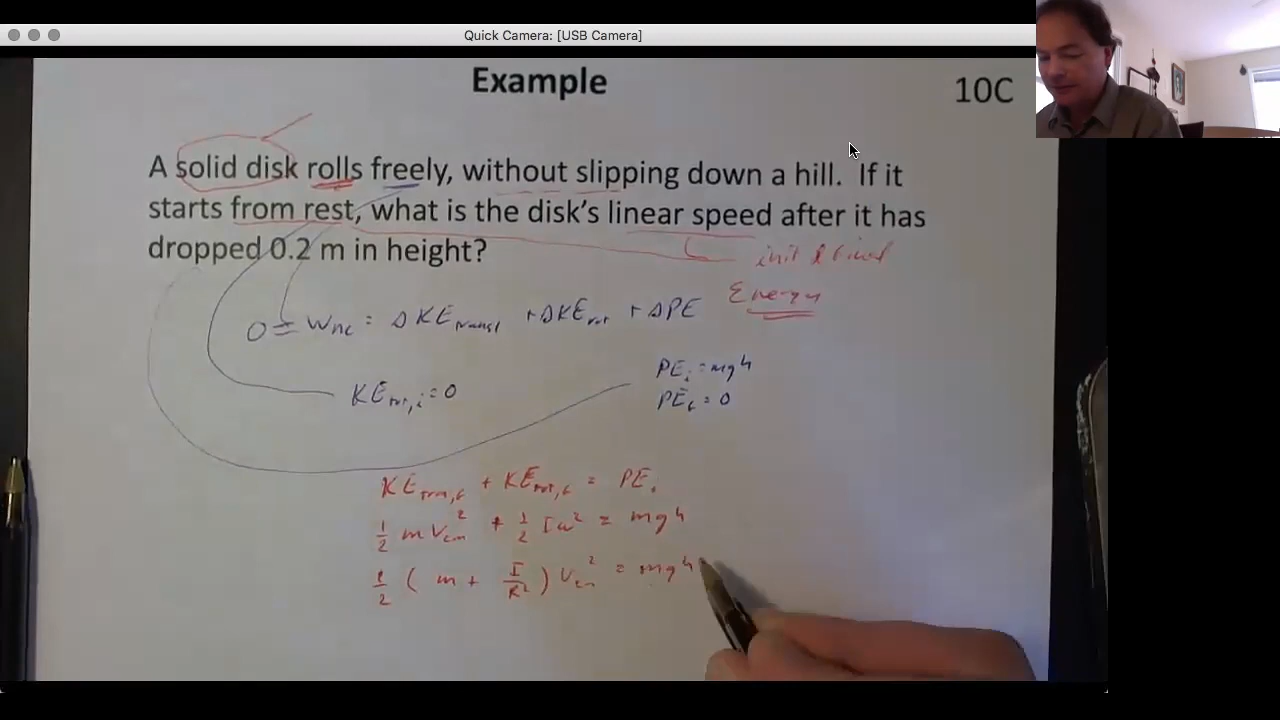 Quick Camera: [USB Camera]
Example
10C
A solid disk rolls freely, without slipping down a hill. If it
starts from rest, what is the disk's linear speed after it has
dropped 0.2 m in height?
init & final
Energy
0 = Wnc = ΔKEtransl + ΔKErot + ΔPE
PEi = mgh
KErot,i = 0
PEf = 0
KEtran,f + KErot,f = PEi
1/2 m Vcm² + 1/2 Iω² = mgh
1/2 ( m + I/R² ) Vcm² = mgh